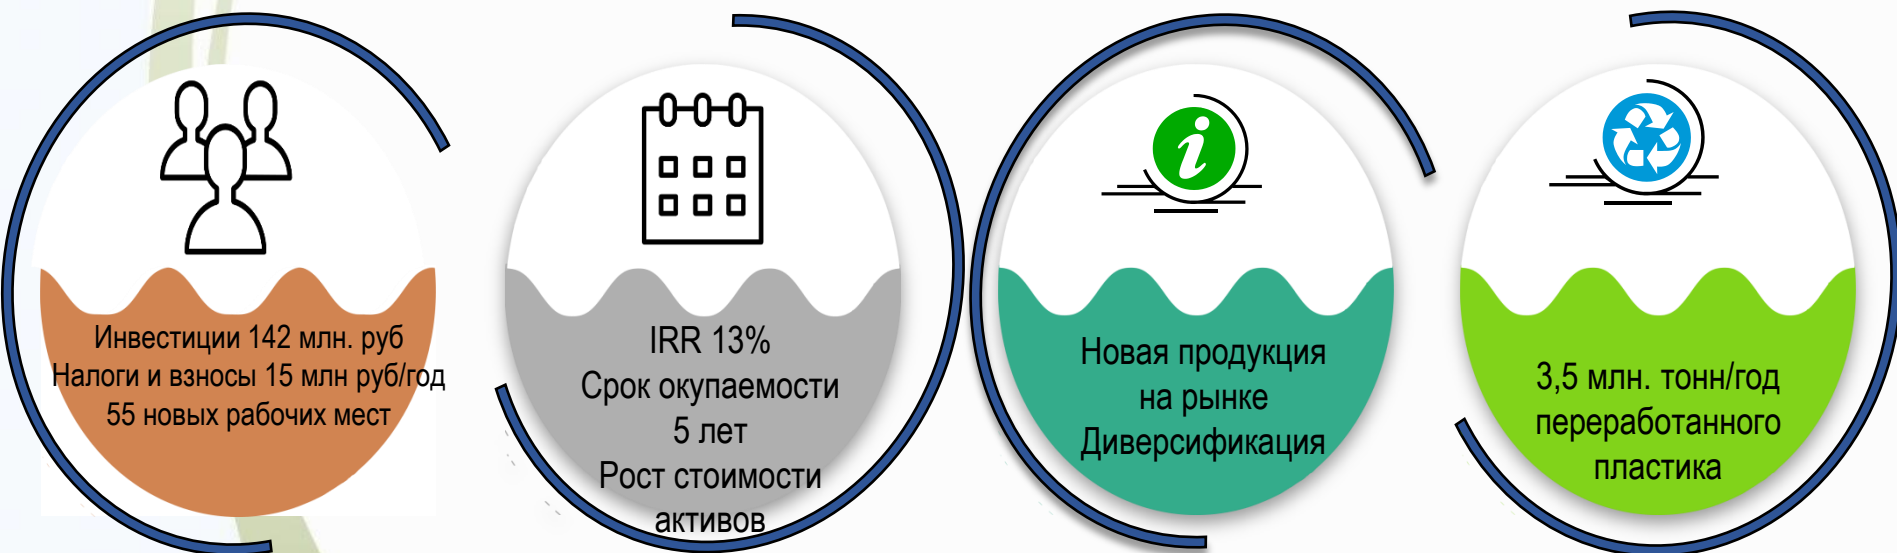 Инвестиции 142 млн. руб
Налоги и взносы 15 млн руб/год
55 новых рабочих мест
IRR 13%
Срок окупаемости
5 лет
Рост стоимости
активов
Новая продукция
на рынке
Диверсификация
3,5 млн. тонн/год
переработанного
пластика